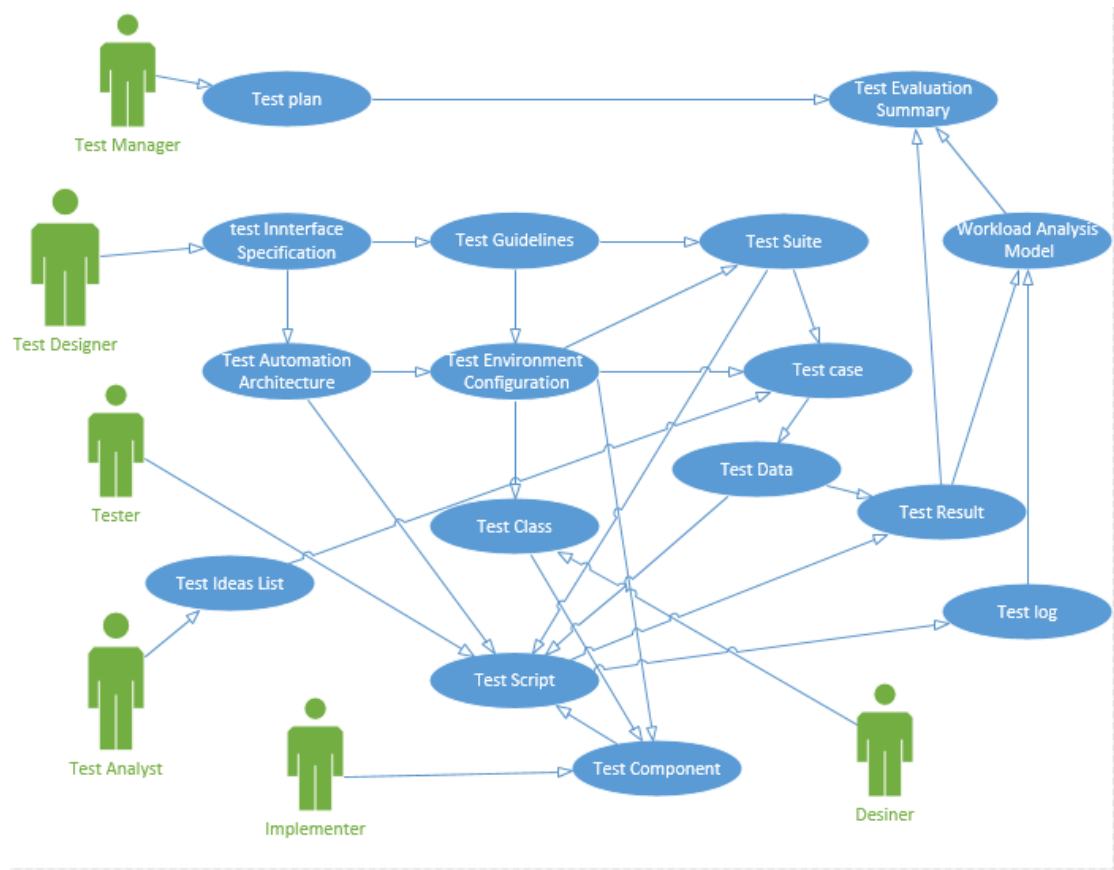 Test plan
Test Evaluation
Summary
Test Manager
test Innterface
Specification
Test Guidelines
Test Suite
Workload Analysis
Model
Test Designer
Test Automation
Architecture
Test Environment
Configuration
Test case
Test Data
Tester
Test Class
Test Result
Test Ideas List
Test log
Test Script
Test Analyst
Test Component
Implementer
Desiner